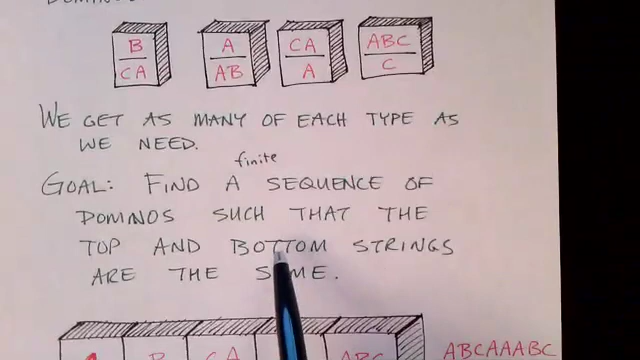 B A CA ABC
CA AB A C
WE GET AS MANY OF EACH TYPE AS
WE NEED.
finite
GOAL: FIND A SEQUENCE OF
DOMINOS SUCH THAT THE
TOP AND BOTTOM STRINGS
ARE THE SAME.
ABCAAABC